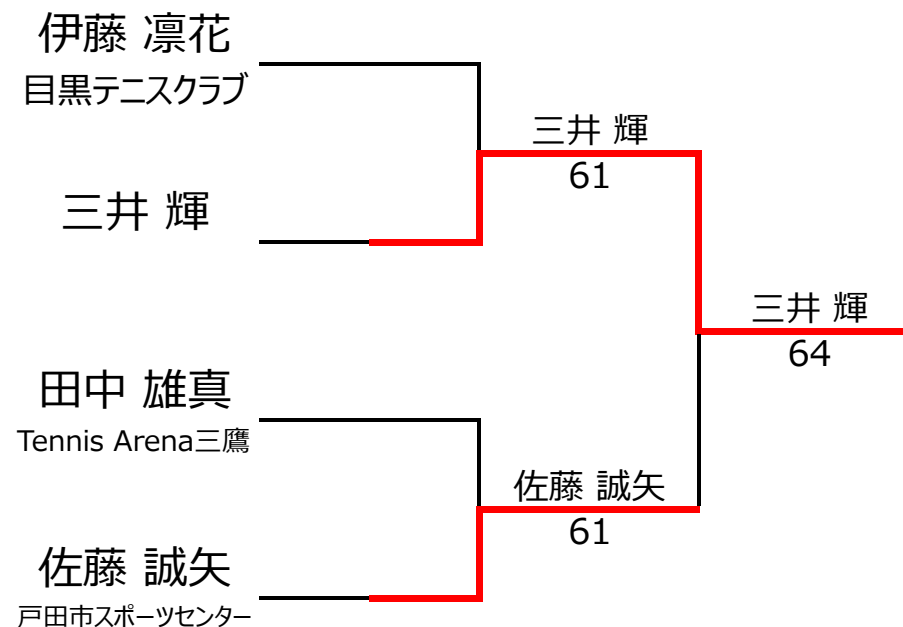 伊藤 凛花
目黒テニスクラブ
三井 輝
61
三井 輝
三井 輝
64
田中 雄真
Tennis Arena三鷹
佐藤 誠矢
61
佐藤 誠矢
戸田市スポーツセンター